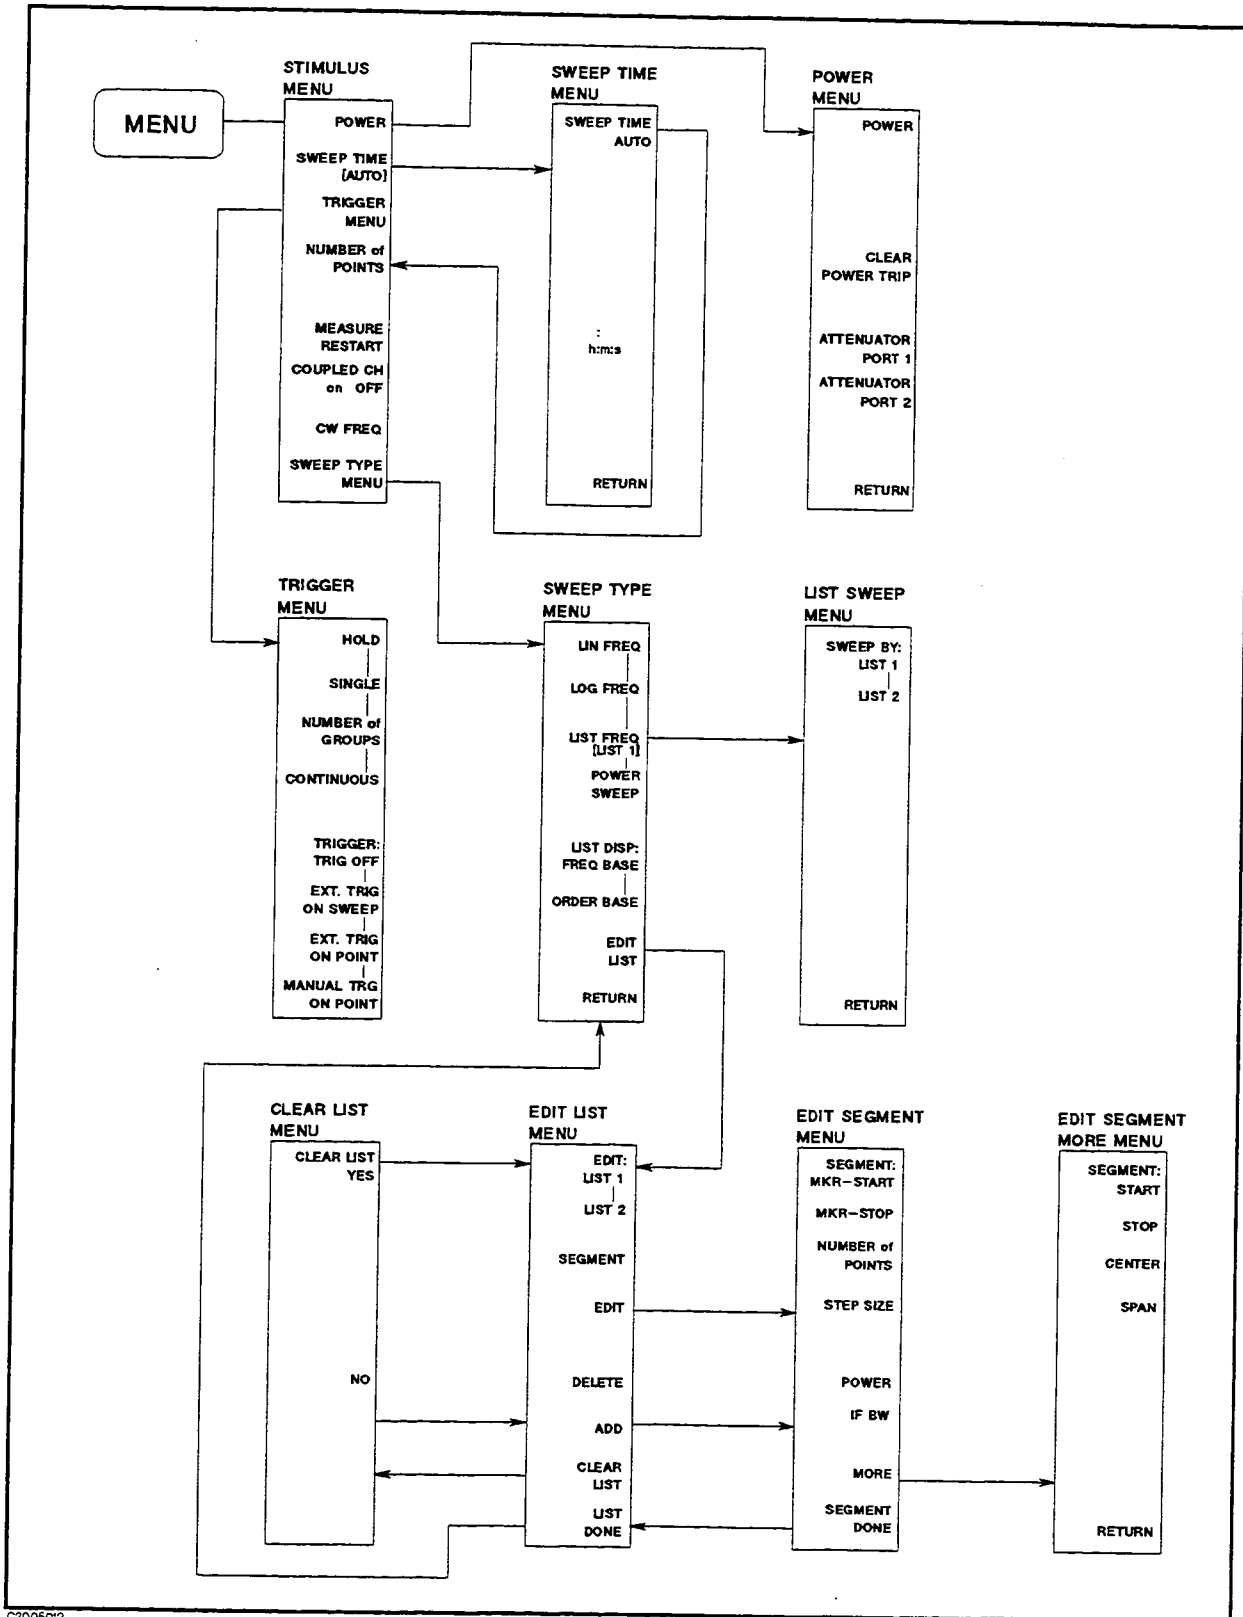 MENU
STIMULUS
MENU
POWER
SWEEP TIME
[AUTO]
TRIGGER
MENU
NUMBER of
POINTS
MEASURE
RESTART
COUPLED CH
on OFF
CW FREQ
SWEEP TYPE
MENU
SWEEP TIME
MENU
SWEEP TIME
AUTO
:
h:m:s
RETURN
POWER
MENU
POWER
CLEAR
POWER TRIP
ATTENUATOR
PORT 1
ATTENUATOR
PORT 2
RETURN
TRIGGER
MENU
HOLD
SINGLE
NUMBER of
GROUPS
CONTINUOUS
TRIGGER:
TRIG OFF
EXT. TRIG
ON SWEEP
EXT. TRIG
ON POINT
MANUAL TRG
ON POINT
SWEEP TYPE
MENU
LIN FREQ
LOG FREQ
LIST FREQ
[LIST 1]
POWER
SWEEP
LIST DISP:
FREQ BASE
ORDER BASE
EDIT
LIST
RETURN
LIST SWEEP
MENU
SWEEP BY:
LIST 1
LIST 2
RETURN
CLEAR LIST
MENU
CLEAR LIST
YES
NO
EDIT LIST
MENU
EDIT:
LIST 1
LIST 2
SEGMENT
EDIT
DELETE
ADD
CLEAR
LIST
LIST
DONE
EDIT SEGMENT
MENU
SEGMENT:
MKR-START
MKR-STOP
NUMBER of
POINTS
STEP SIZE
POWER
IF BW
MORE
SEGMENT
DONE
EDIT SEGMENT
MORE MENU
SEGMENT:
START
STOP
CENTER
SPAN
RETURN